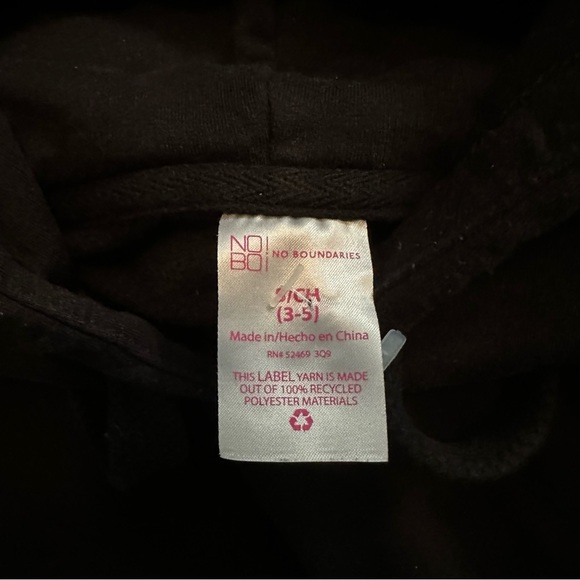 NO
BO
NO BOUNDARIES
S/CH
(3-5)
Made in/Hecho en China
RN# 52469 3Q9
THIS LABEL YARN IS MADE
OUT OF 100% RECYCLED
POLYESTER MATERIALS